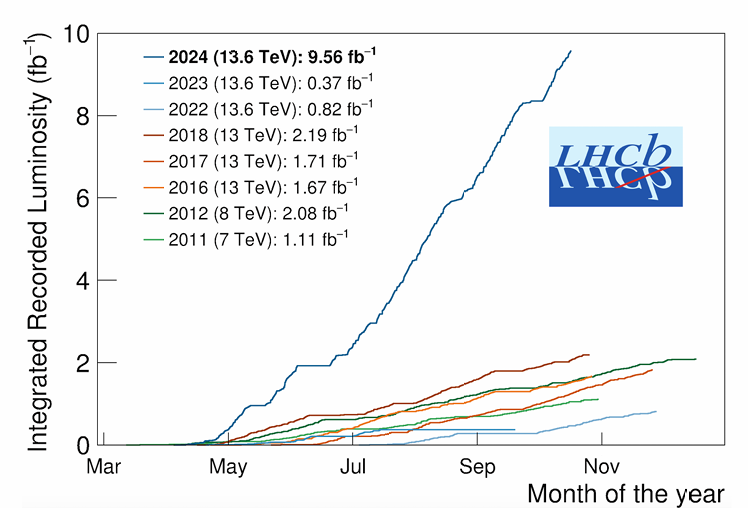 Integrated Recorded Luminosity (fb⁻¹)
10
8
6
4
2
0
2024 (13.6 TeV): 9.56 fb⁻¹
2023 (13.6 TeV): 0.37 fb⁻¹
2022 (13.6 TeV): 0.82 fb⁻¹
2018 (13 TeV): 2.19 fb⁻¹
2017 (13 TeV): 1.71 fb⁻¹
2016 (13 TeV): 1.67 fb⁻¹
2012 (8 TeV): 2.08 fb⁻¹
2011 (7 TeV): 1.11 fb⁻¹
LHCb
LHCb
Mar May Jul Sep Nov
Month of the year